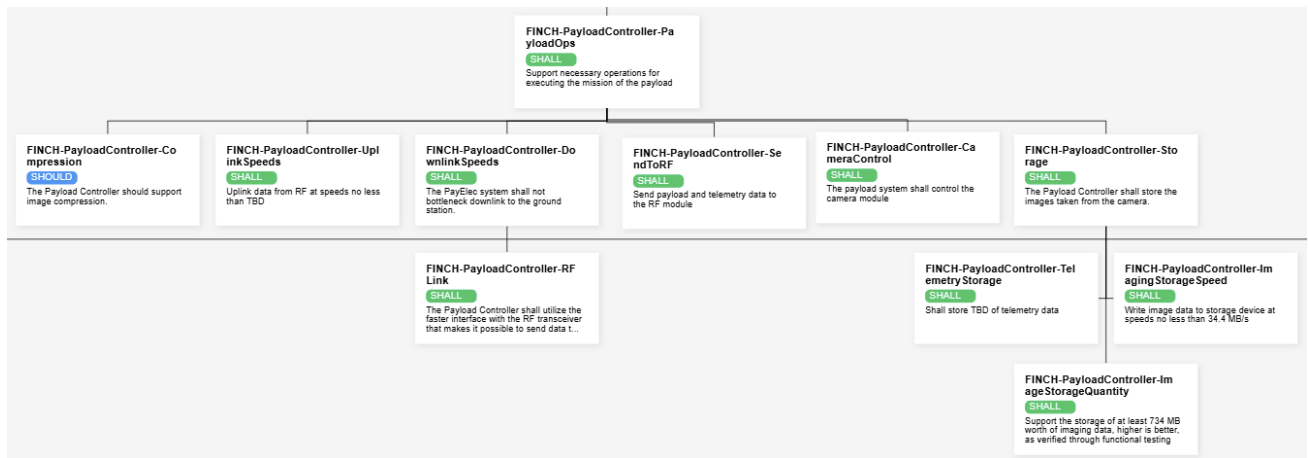 FINCH-PayloadController-Pa
yloadOps
SHALL
Support necessary operations for
executing the mission of the payload
FINCH-PayloadController-Co
mpression
SHOULD
The Payload Controller should support
image compression.
FINCH-PayloadController-Upl
inkSpeeds
SHALL
Uplink data from RF at speeds no less
than TBD
FINCH-PayloadController-Do
wnlinkSpeeds
SHALL
The PayElec system shall not
bottleneck downlink to the ground
station.
FINCH-PayloadController-Se
ndToRF
SHALL
Send payload and telemetry data to
the RF module
FINCH-PayloadController-Ca
meraControl
SHALL
The payload system shall control the
camera module
FINCH-PayloadController-Sto
rage
SHALL
The Payload Controller shall store the
images taken from the camera.
FINCH-PayloadController-RF
Link
SHALL
The Payload Controller shall utilize the
faster interface with the RF transceiver
that makes it possible to send data t...
FINCH-PayloadController-Tel
emetryStorage
SHALL
Shall store TBD of telemetry data
FINCH-PayloadController-Im
agingStorageSpeed
SHALL
Write image data to storage device at
speeds no less than 34.4 MB/s
FINCH-PayloadController-Im
ageStorageQuantity
SHALL
Support the storage of at least 734 MB
worth of imaging data, higher is better,
as verified through functional testing